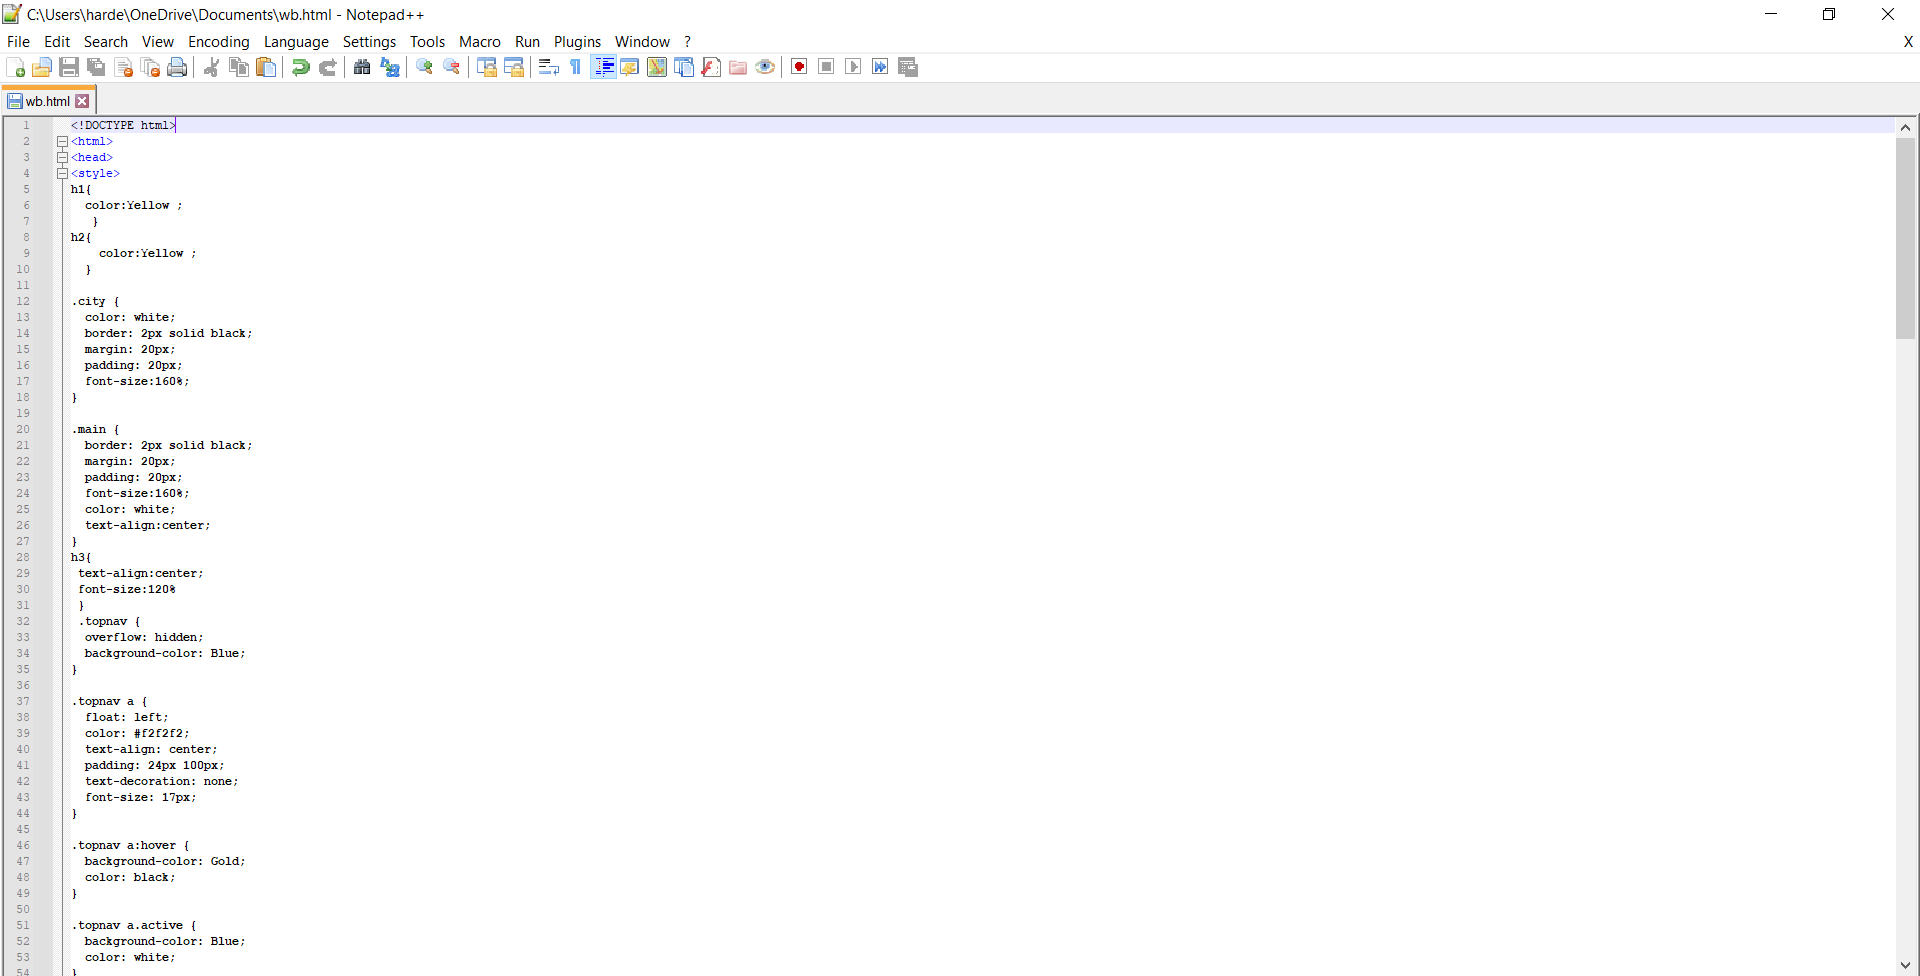 C:\Users\harde\OneDrive\Documents\wb.html - Notepad++
File Edit Search View Encoding Language Settings Tools Macro Run Plugins Window ? X
wb.html
1 <!DOCTYPE html>
2 <html>
3 <head>
4 <style>
5 h1{
6 color:Yellow ;
7 }
8 h2{
9 color:Yellow ;
10 }
11
12 .city {
13 color: white;
14 border: 2px solid black;
15 margin: 20px;
16 padding: 20px;
17 font-size:160%;
18 }
19
20 .main {
21 border: 2px solid black;
22 margin: 20px;
23 padding: 20px;
24 font-size:160%;
25 color: white;
26 text-align:center;
27 }
28 h3{
29 text-align:center;
30 font-size:120%
31 }
32 .topnav {
33 overflow: hidden;
34 background-color: Blue;
35 }
36
37 .topnav a {
38 float: left;
39 color: #f2f2f2;
40 text-align: center;
41 padding: 24px 100px;
42 text-decoration: none;
43 font-size: 17px;
44 }
45
46 .topnav a:hover {
47 background-color: Gold;
48 color: black;
49 }
50
51 .topnav a.active {
52 background-color: Blue;
53 color: white;
54 }